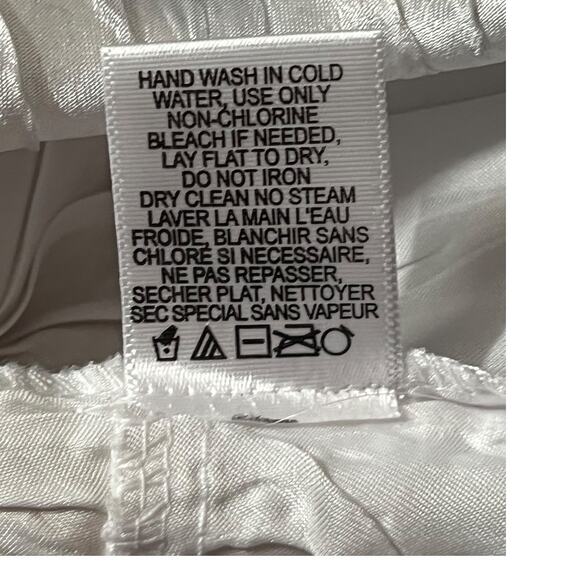 HAND WASH IN COLD
WATER, USE ONLY
NON-CHLORINE
BLEACH IF NEEDED,
LAY FLAT TO DRY,
DO NOT IRON
DRY CLEAN NO STEAM
LAVER LA MAIN L'EAU
FROIDE, BLANCHIR SANS
CHLORE SI NECESSAIRE,
NE PAS REPASSER,
SECHER PLAT, NETTOYER
SEC SPECIAL SANS VAPEUR